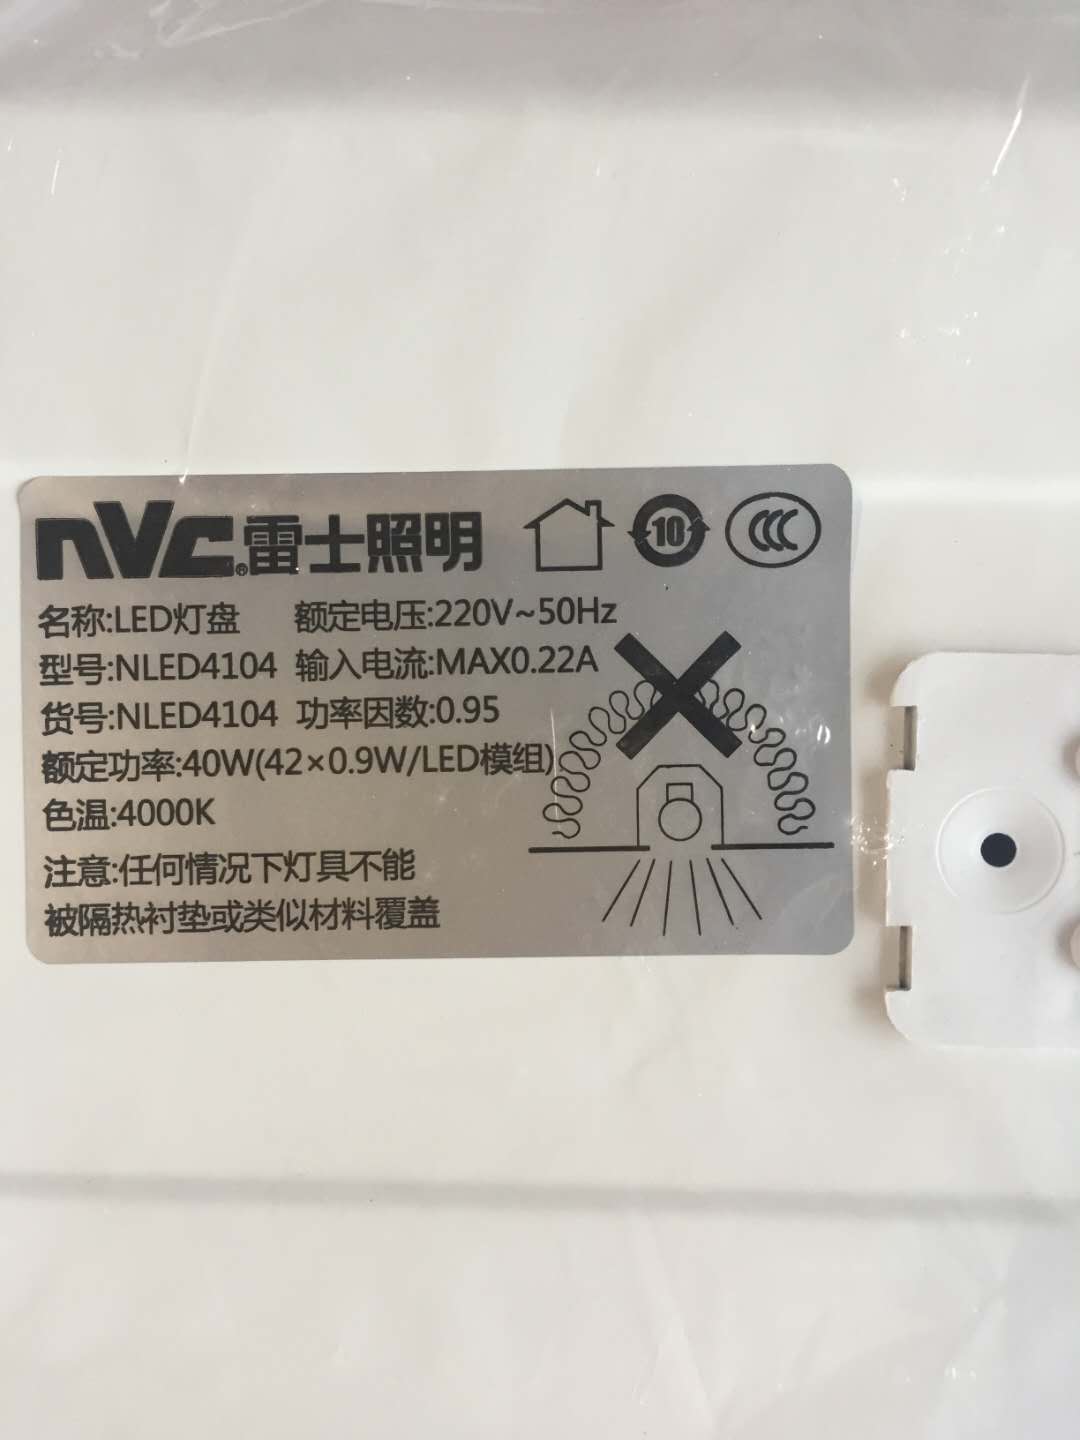 nVC® 雷士照明 10 CCC
名称:LED灯盘 额定电压:220V~50Hz
型号:NLED4104 输入电流:MAX0.22A
货号:NLED4104 功率因数:0.95
额定功率:40W(42×0.9W/LED模组)
色温:4000K
注意:任何情况下灯具不能
被隔热衬垫或类似材料覆盖